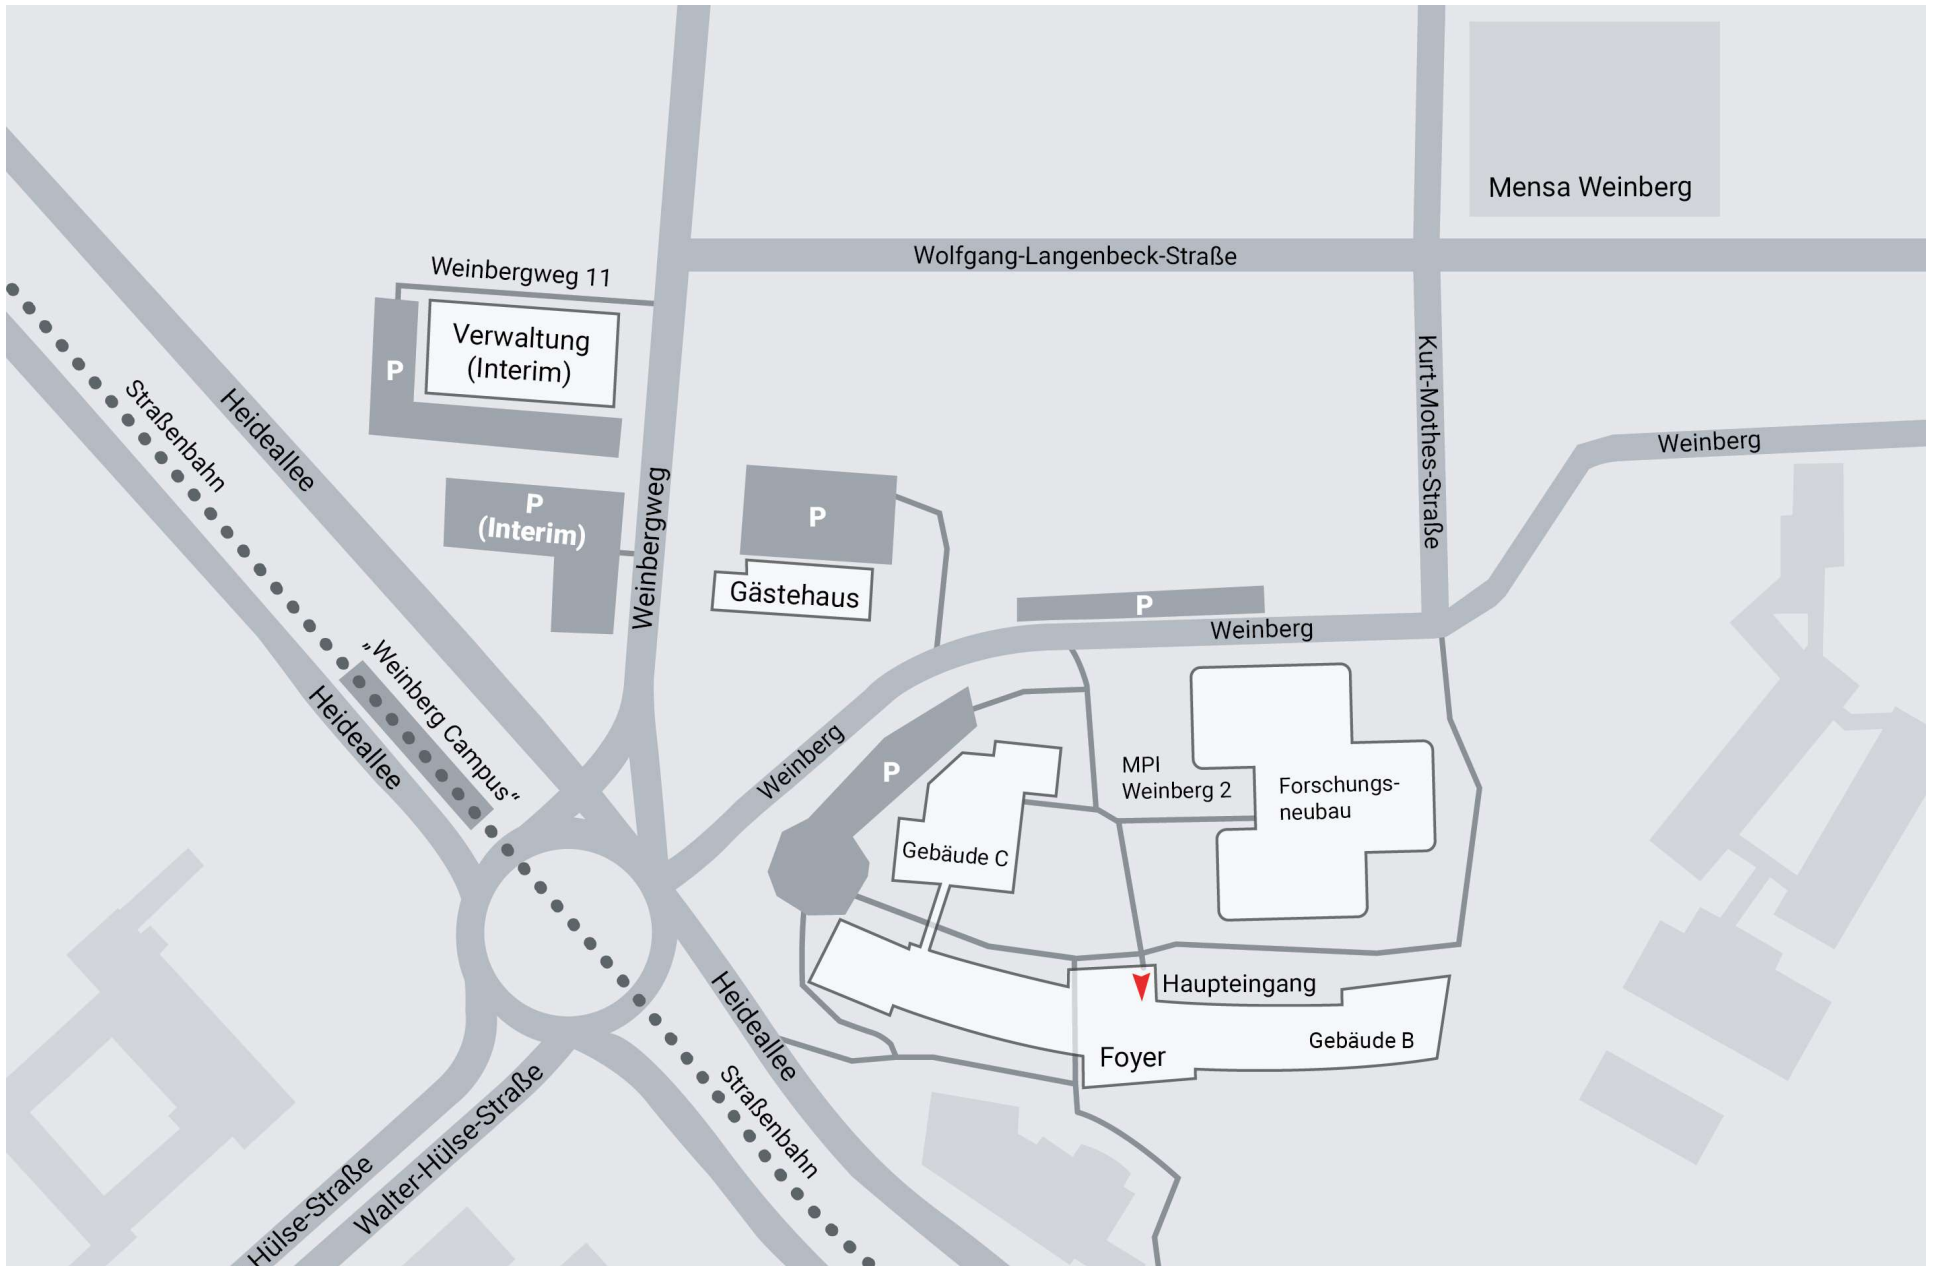 Mensa Weinberg
Wolfgang-Langenbeck-Straße
Weinbergweg 11
Verwaltung
(Interim)
P
Kurt-Mothes-Straße
Heideallee
Straßenbahn
Weinberg
P
(Interim)
Weinbergweg
P
Gästehaus
P
Weinberg
„Weinberg Campus“
Heideallee
Weinberg
P
MPI
Weinberg 2
Forschungs-
neubau
Gebäude C
Haupteingang
Heideallee
Gebäude B
Foyer
Straßenbahn
Walter-Hülse-Straße
Hülse-Straße